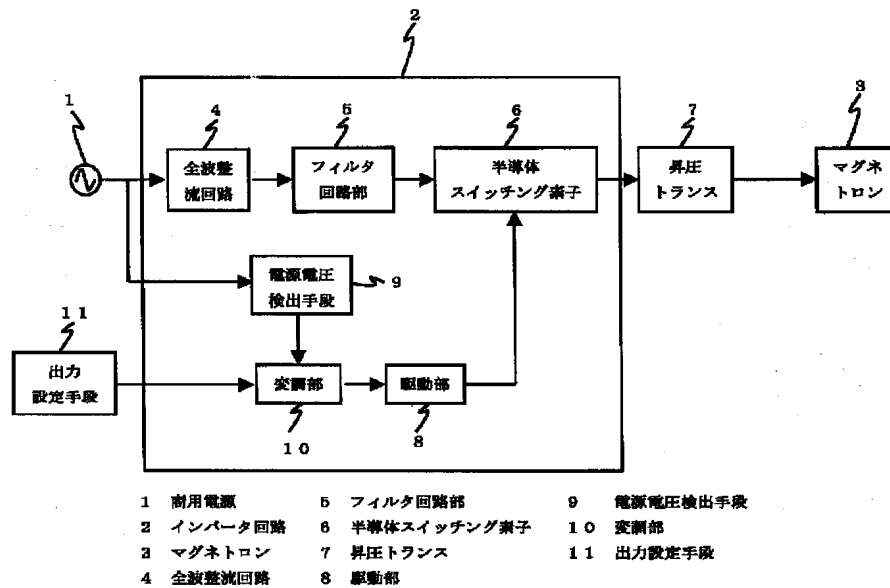 2
1
4
5
6
7
3
全波整
流回路
フィルタ
回路部
半導体
スイッチング素子
昇圧
トランス
マグネ
トロン
電源電圧
検出手段
9
11
出力
設定手段
変調部
駆動部
10
8
1 商用電源
2 インバータ回路
3 マグネトロン
4 全波整流回路
5 フィルタ回路部
6 半導体スイッチング素子
7 昇圧トランス
8 駆動部
9 電源電圧検出手段
10 変調部
11 出力設定手段